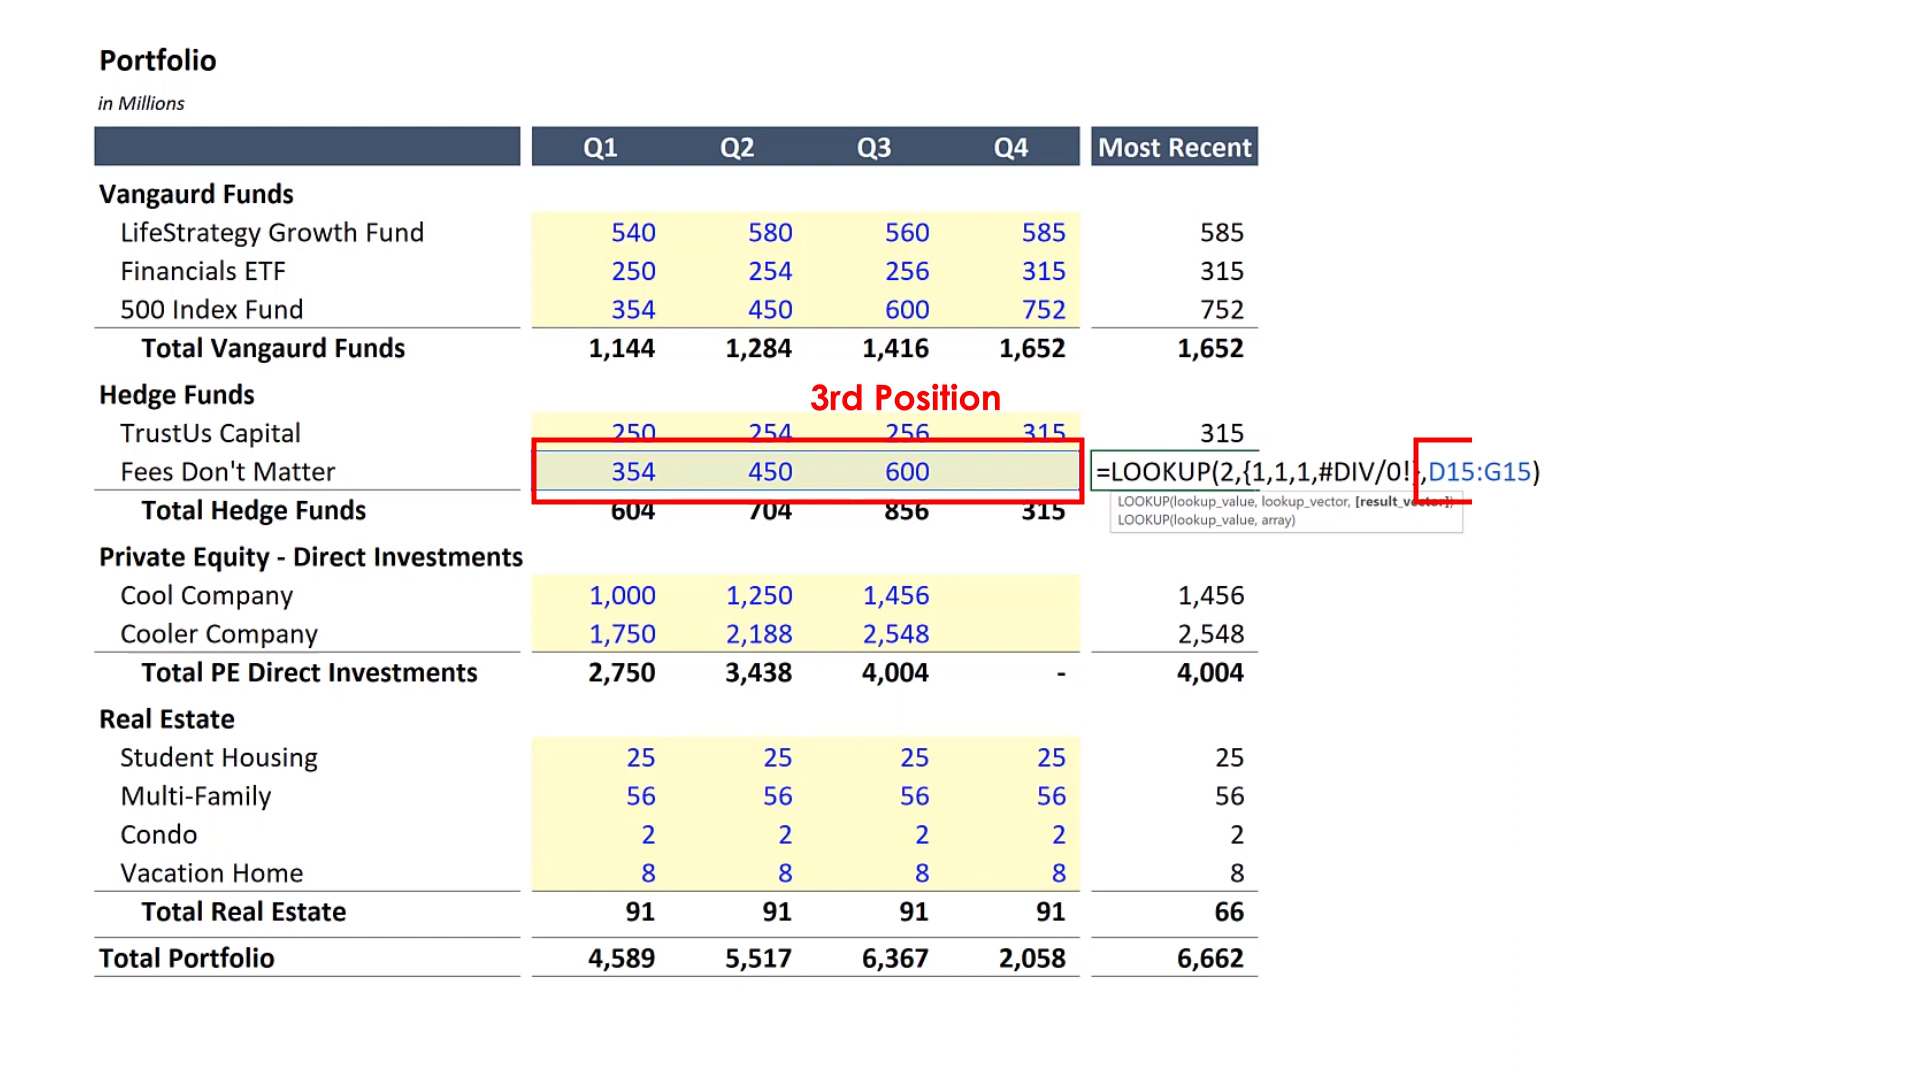 Portfolio
in Millions
Q1 Q2 Q3 Q4 Most Recent
Vangaurd Funds
LifeStrategy Growth Fund 540 580 560 585 585
Financials ETF 250 254 256 315 315
500 Index Fund 354 450 600 752 752
Total Vangaurd Funds 1,144 1,284 1,416 1,652 1,652
Hedge Funds
3rd Position
TrustUs Capital 250 254 256 315 315
Fees Don't Matter 354 450 600 =LOOKUP(2,{1,1,1,#DIV/0!},D15:G15)
LOOKUP(lookup_value, lookup_vector, [result_vector])
LOOKUP(lookup_value, array)
Total Hedge Funds 604 704 856 315
Private Equity - Direct Investments
Cool Company 1,000 1,250 1,456 1,456
Cooler Company 1,750 2,188 2,548 2,548
Total PE Direct Investments 2,750 3,438 4,004 - 4,004
Real Estate
Student Housing 25 25 25 25 25
Multi-Family 56 56 56 56 56
Condo 2 2 2 2 2
Vacation Home 8 8 8 8 8
Total Real Estate 91 91 91 91 66
Total Portfolio 4,589 5,517 6,367 2,058 6,662